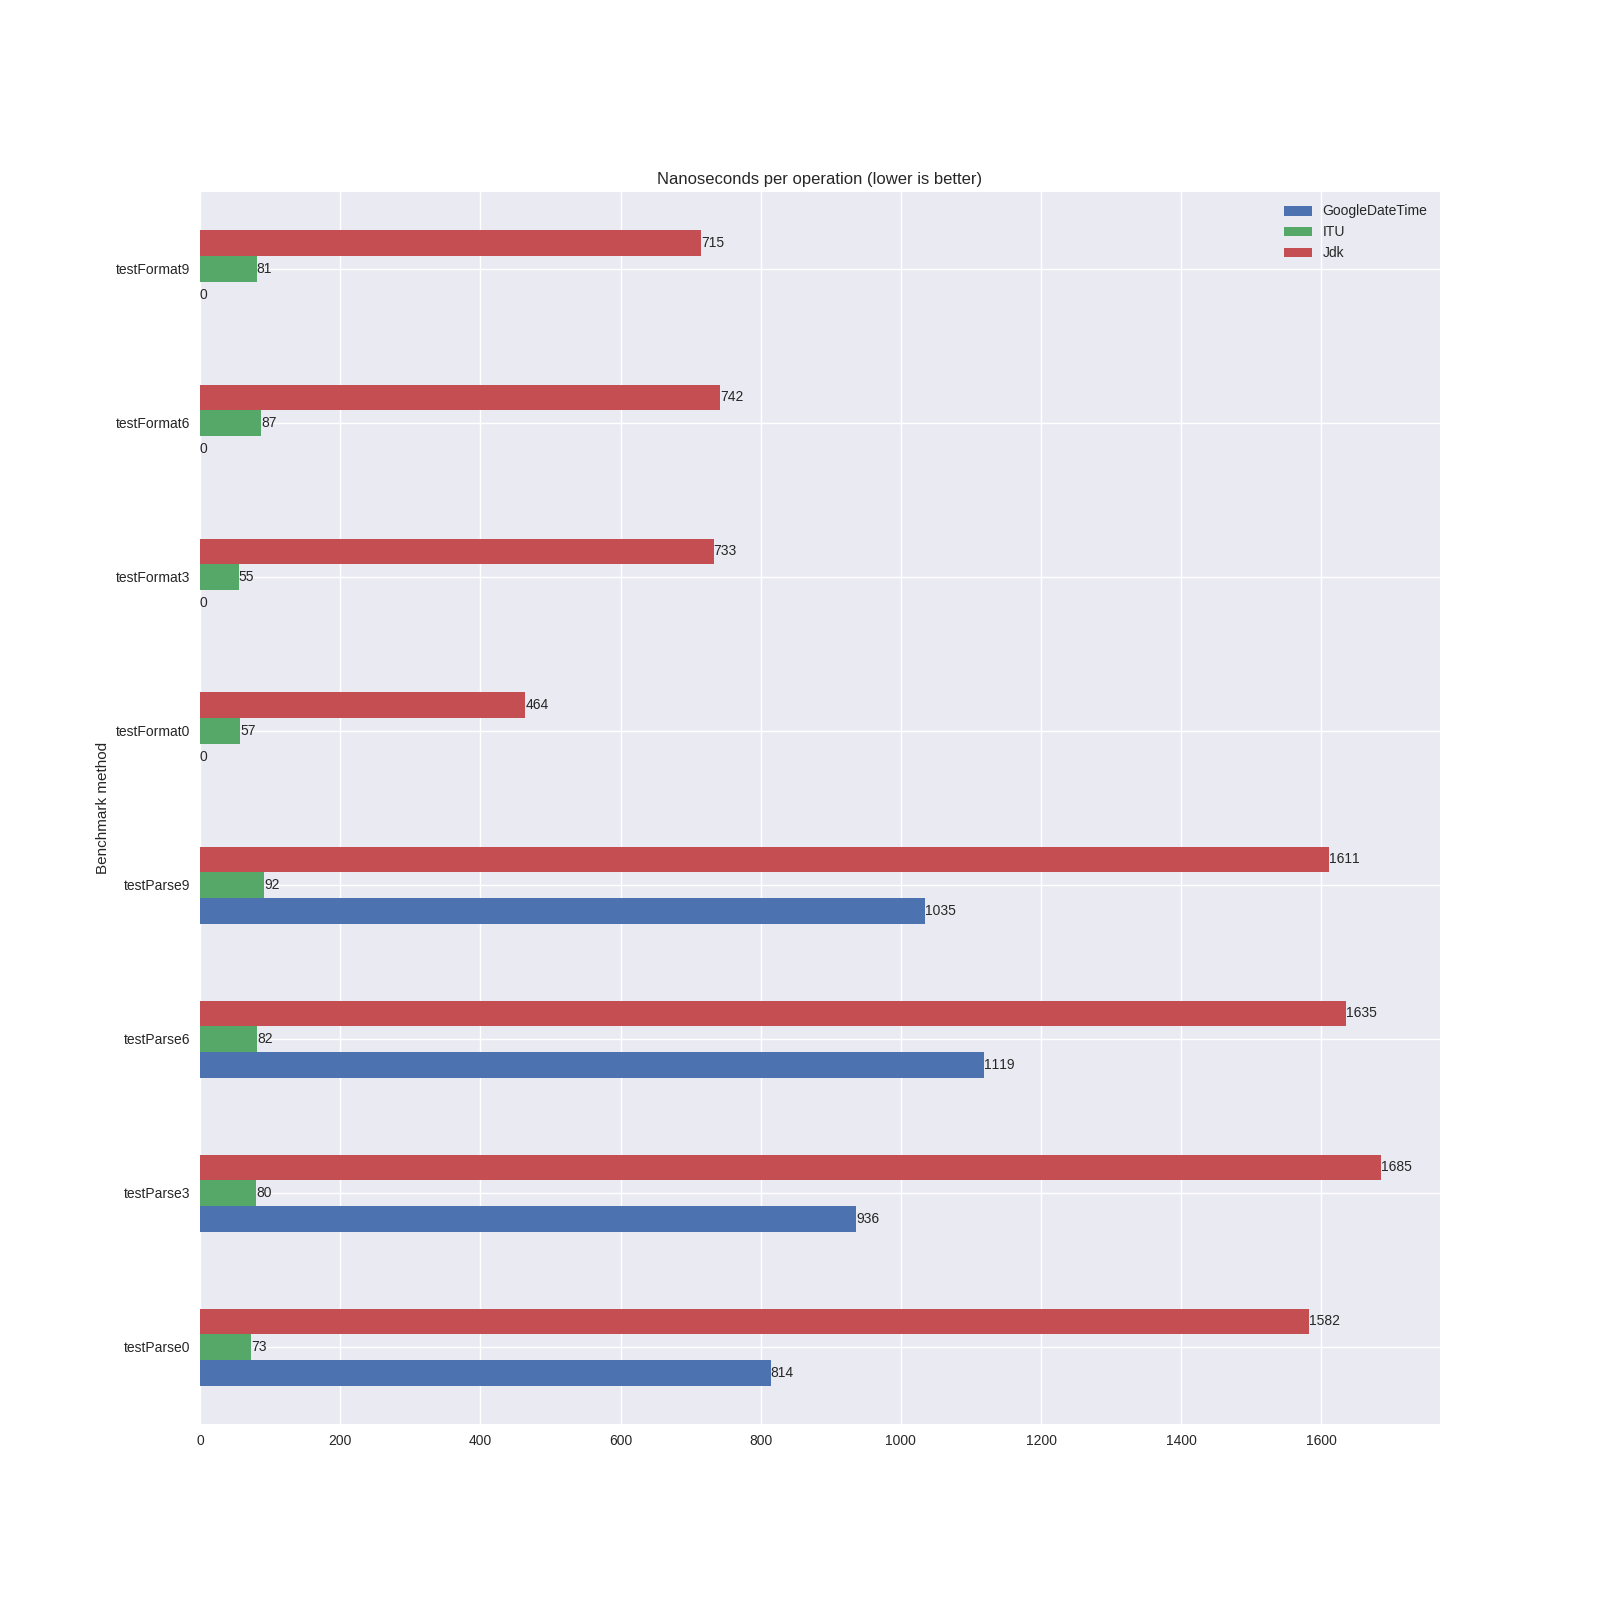 Nanoseconds per operation (lower is better)
GoogleDateTime
ITU
Jdk
Benchmark method
testFormat9
715
81
0
testFormat6
742
87
0
testFormat3
733
55
0
testFormat0
464
57
0
testParse9
1611
92
1035
testParse6
1635
82
1119
testParse3
1685
80
936
testParse0
1582
73
814
0 200 400 600 800 1000 1200 1400 1600